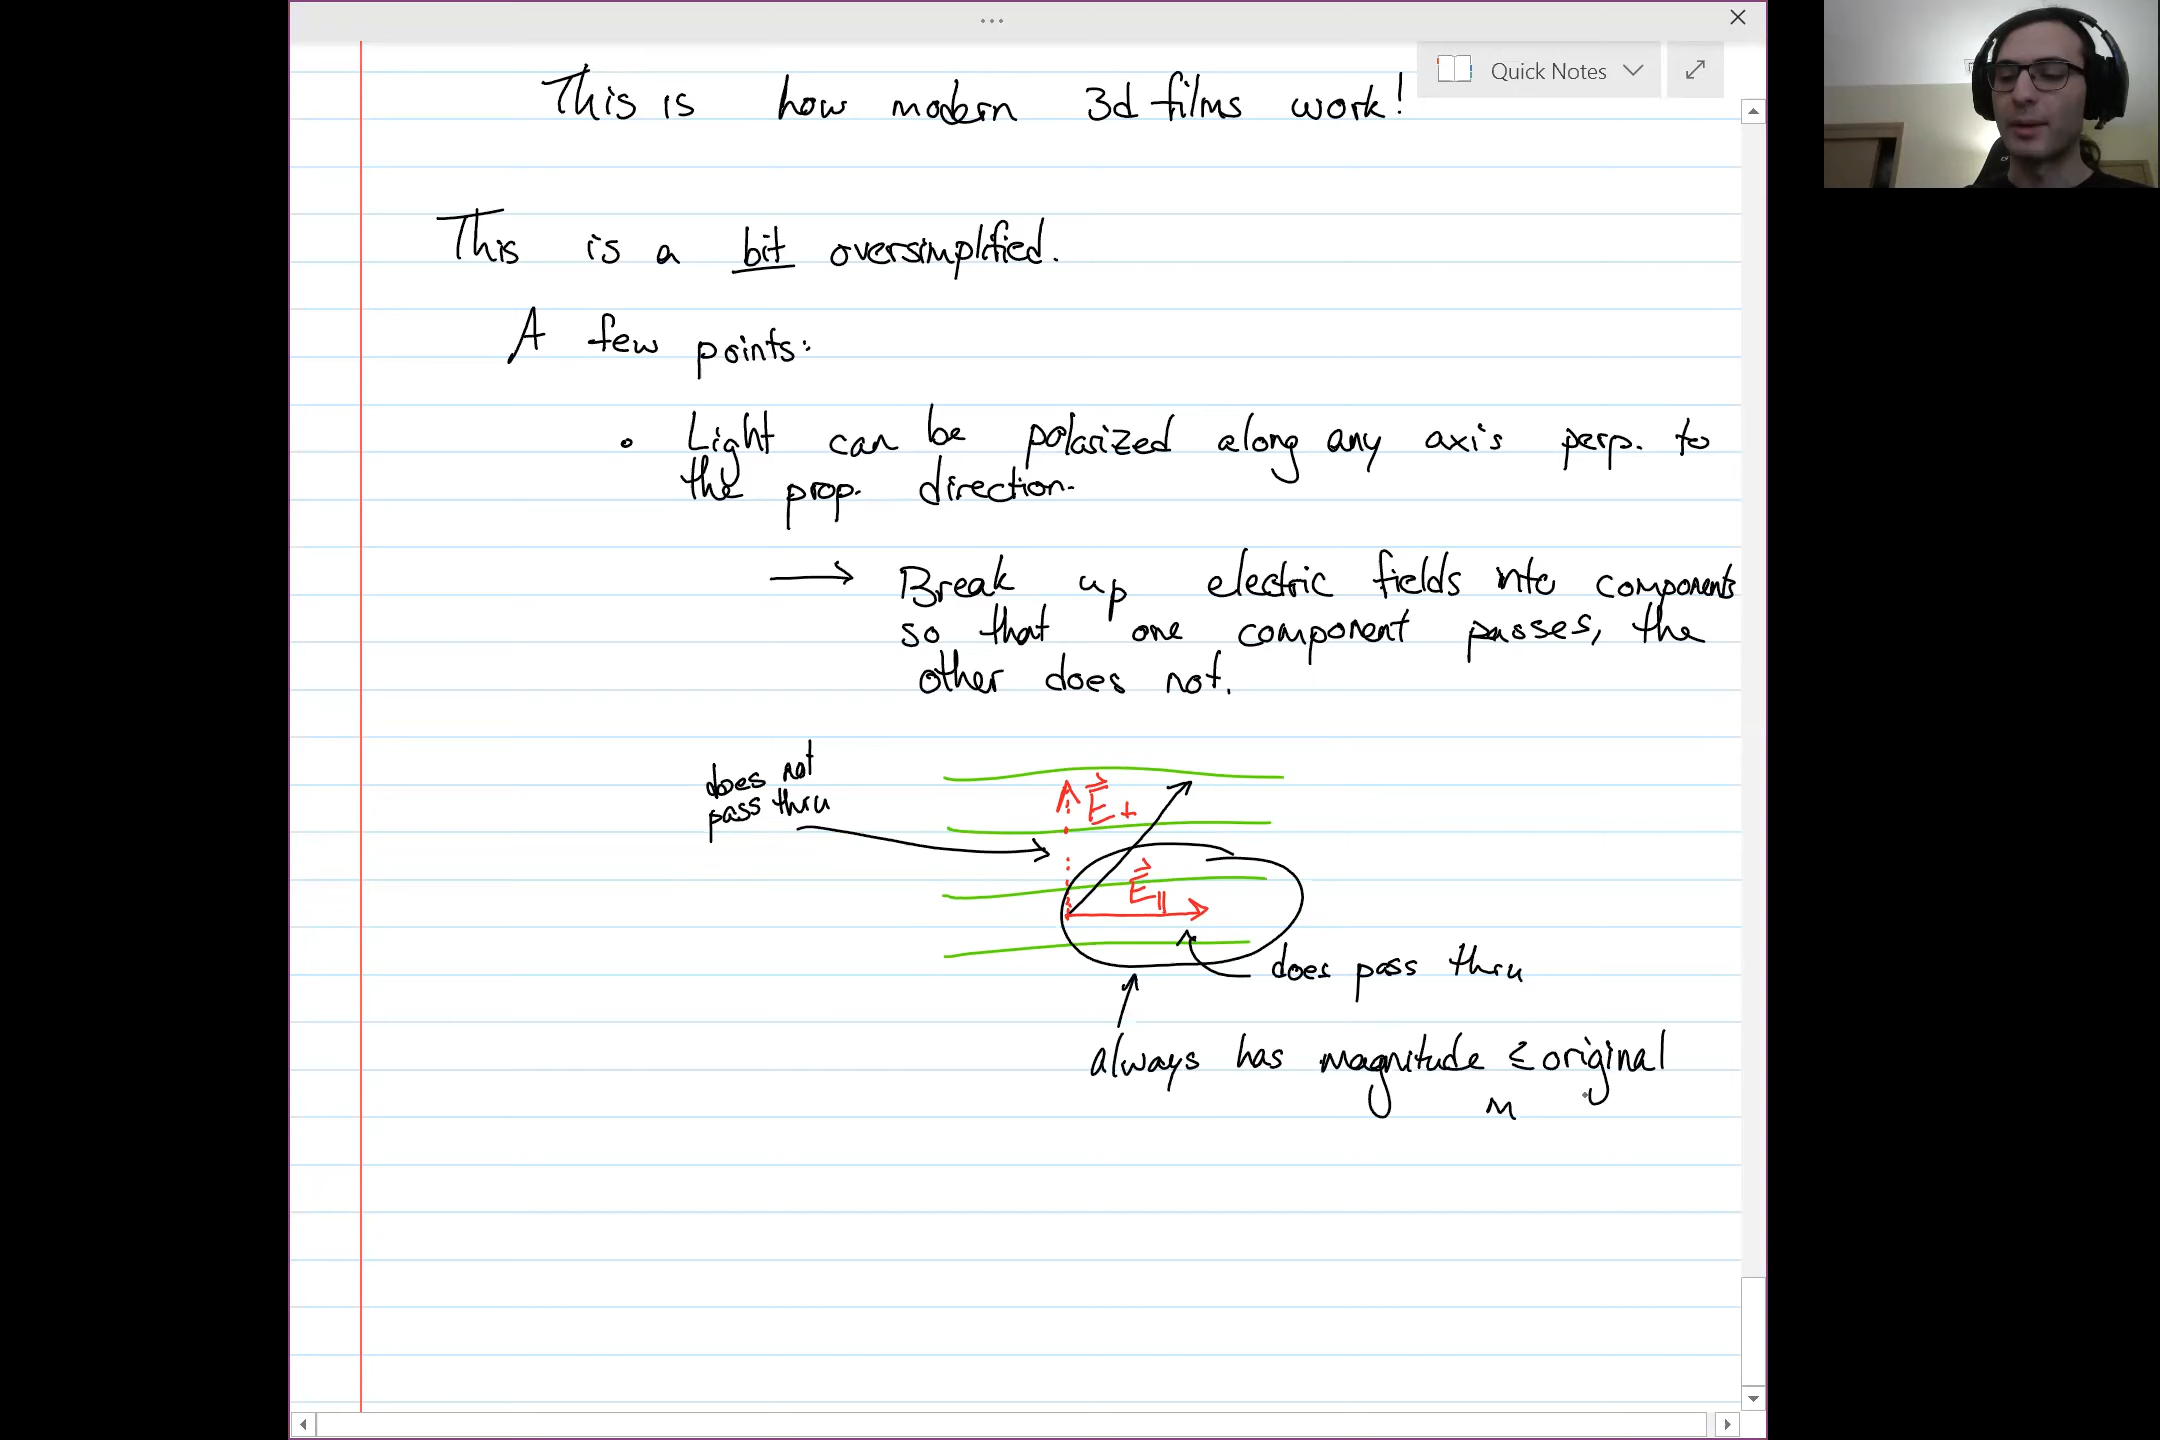 Quick Notes
This is how modern 3d films work!
This is a bit oversimplified.
A few points:
• Light can be polarized along any axis perp. to
the prop. direction.
→ Break up electric fields into components
so that one component passes, the
other does not.
does not
pass thru
E⃗⊥
E⃗||
does pass thru
always has magnitude ≤ original
m